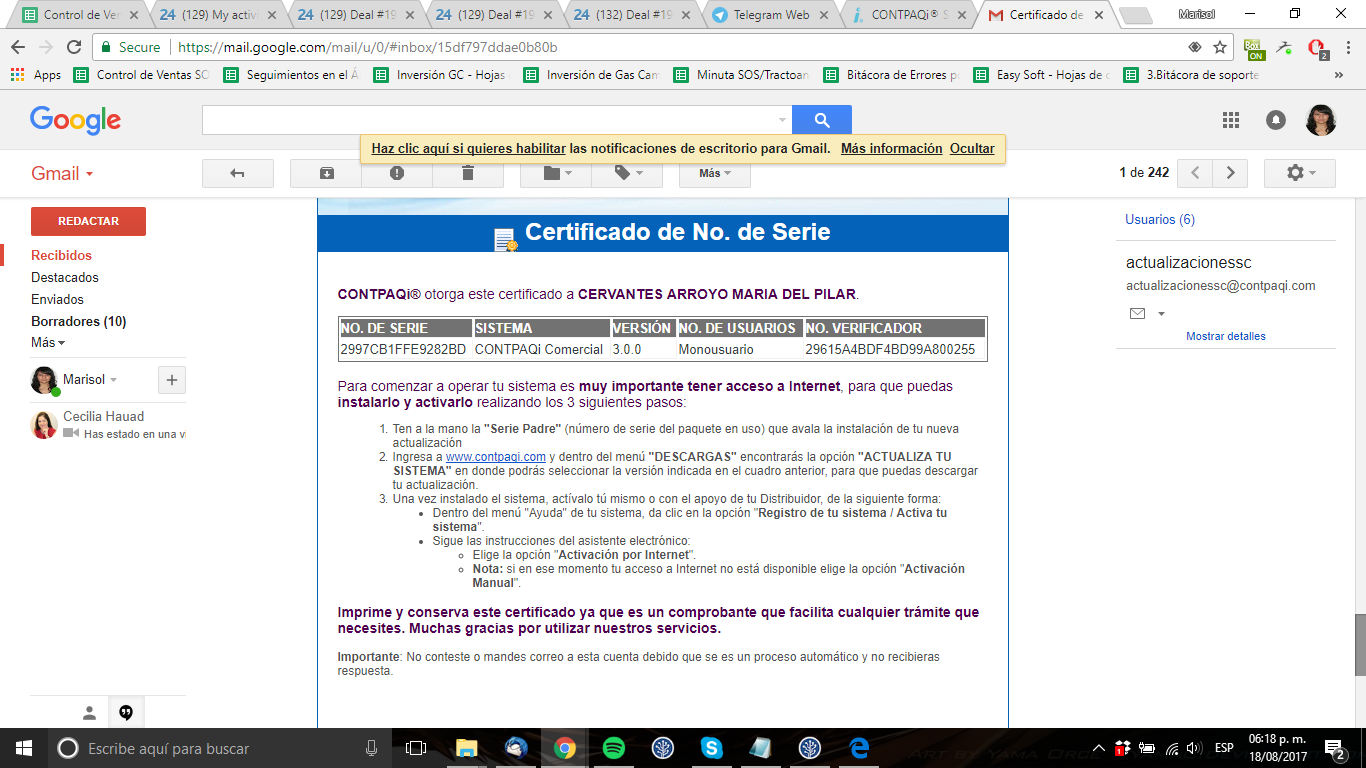 Control de Ve
24 (129) My activ
24 (129) Deal #19
24 (129) Deal #19
24 (132) Deal #19
Telegram Web
CONTPAQi® S
Certificado de
Marisol
Secure https://mail.google.com/mail/u/0/#inbox/15df797ddae0b80b
ON
2
Apps
Control de Ventas SO
Seguimientos en el Á
Inversión GC - Hojas
Inversión de Gas Cam
Minuta SOS/Tractoan
Bitácora de Errores p
Easy Soft - Hojas de c
3.Bitácora de soporte
»
Google
Haz clic aquí si quieres habilitar las notificaciones de escritorio para Gmail. Más información Ocultar
Gmail
Más
1 de 242
REDACTAR
Recibidos
Destacados
Enviados
Borradores (10)
Más
Marisol
Cecilia Hauad
Has estado en una vi
Certificado de No. de Serie
CONTPAQi® otorga este certificado a CERVANTES ARROYO MARIA DEL PILAR.
NO. DE SERIE SISTEMA VERSIÓN NO. DE USUARIOS NO. VERIFICADOR
2997CB1FFE9282BD CONTPAQi Comercial 3.0.0 Monousuario 29615A4BDF4BD99A800255
Para comenzar a operar tu sistema es muy importante tener acceso a Internet, para que puedas
instalarlo y activarlo realizando los 3 siguientes pasos:
1. Ten a la mano la "Serie Padre" (número de serie del paquete en uso) que avala la instalación de tu nueva
actualización
2. Ingresa a www.contpaqi.com y dentro del menú "DESCARGAS" encontrarás la opción "ACTUALIZA TU
SISTEMA" en donde podrás seleccionar la versión indicada en el cuadro anterior, para que puedas descargar
tu actualización.
3. Una vez instalado el sistema, actívalo tú mismo o con el apoyo de tu Distribuidor, de la siguiente forma:
• Dentro del menú "Ayuda" de tu sistema, da clic en la opción "Registro de tu sistema / Activa tu
sistema".
• Sigue las instrucciones del asistente electrónico:
◦ Elige la opción "Activación por Internet".
◦ Nota: si en ese momento tu acceso a Internet no está disponible elige la opción "Activación
Manual".
Imprime y conserva este certificado ya que es un comprobante que facilita cualquier trámite que
necesites. Muchas gracias por utilizar nuestros servicios.
Importante: No conteste o mandes correo a esta cuenta debido que se es un proceso automático y no recibieras
respuesta.
Usuarios (6)
actualizacionessc
actualizacionessc@contpaqi.com
Mostrar detalles
Escribe aquí para buscar
ESP
06:18 p. m.
18/08/2017
2